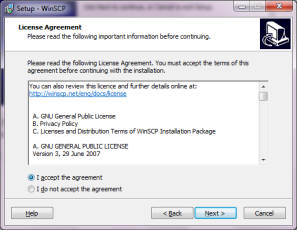 Setup - WinSCP
License Agreement
Please read the following important information before continuing.
Please read the following License Agreement. You must accept the terms of this
agreement before continuing with the installation.
You can also review this licence and further details online at:
http://winscp.net/eng/docs/license
A. GNU General Public License
B. Privacy Policy
C. Licenses and Distribution Terms of WinSCP Installation Package
A. GNU GENERAL PUBLIC LICENSE
Version 3, 29 June 2007
I accept the agreement
I do not accept the agreement
Help
< Back
Next >
Cancel